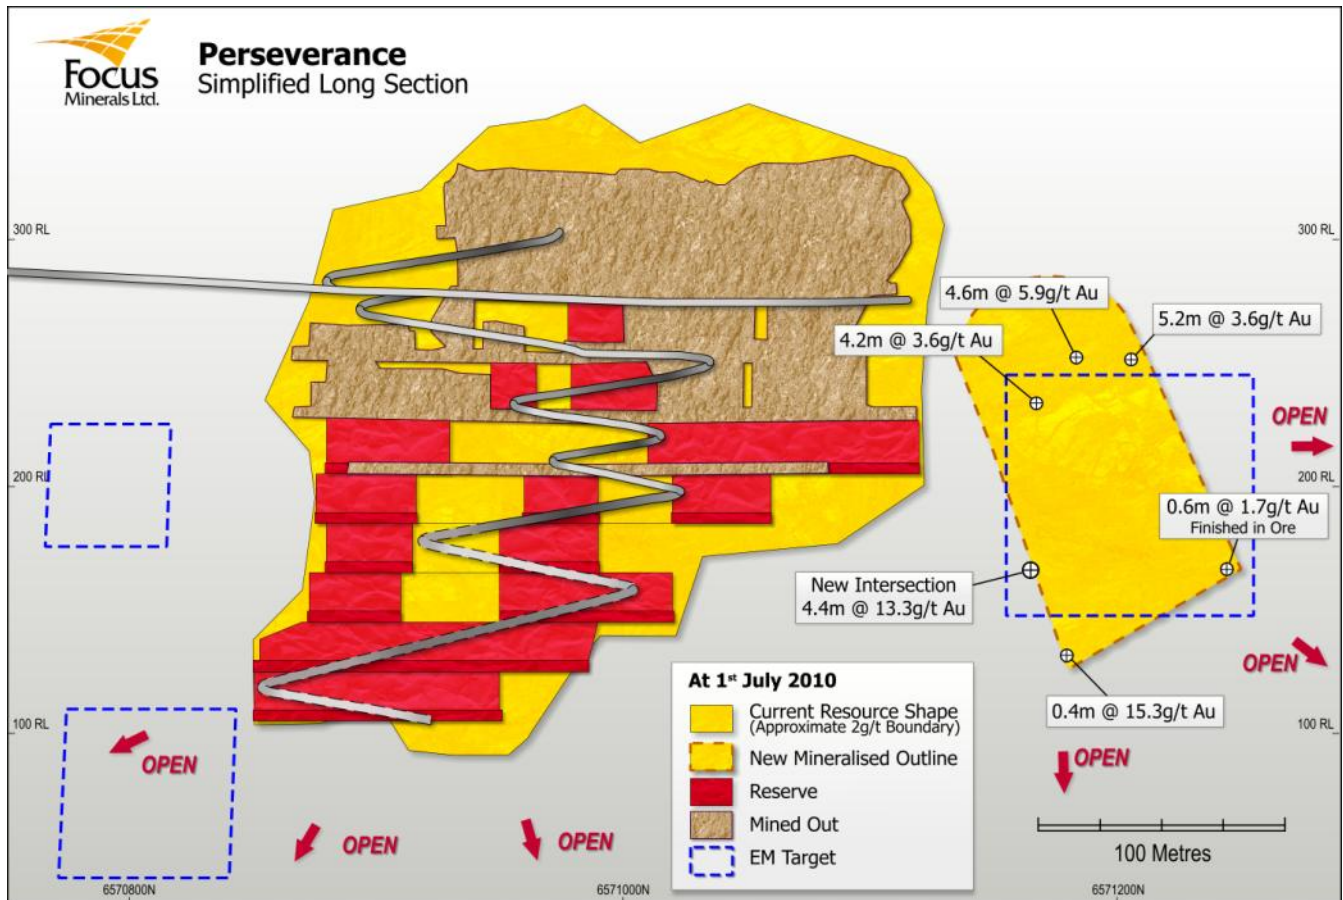 Focus
Minerals Ltd.
Perseverance
Simplified Long Section
300 RL
300 RL
4.6m @ 5.9g/t Au
5.2m @ 3.6g/t Au
4.2m @ 3.6g/t Au
OPEN
200 RL
200 RL
0.6m @ 1.7g/t Au
Finished in Ore
New Intersection
4.4m @ 13.3g/t Au
OPEN
0.4m @ 15.3g/t Au
100 RL
100 RL
OPEN
OPEN
OPEN
OPEN
At 1st July 2010
Current Resource Shape
(Approximate 2g/t Boundary)
New Mineralised Outline
Reserve
Mined Out
EM Target
100 Metres
6570800N
6571000N
6571200N